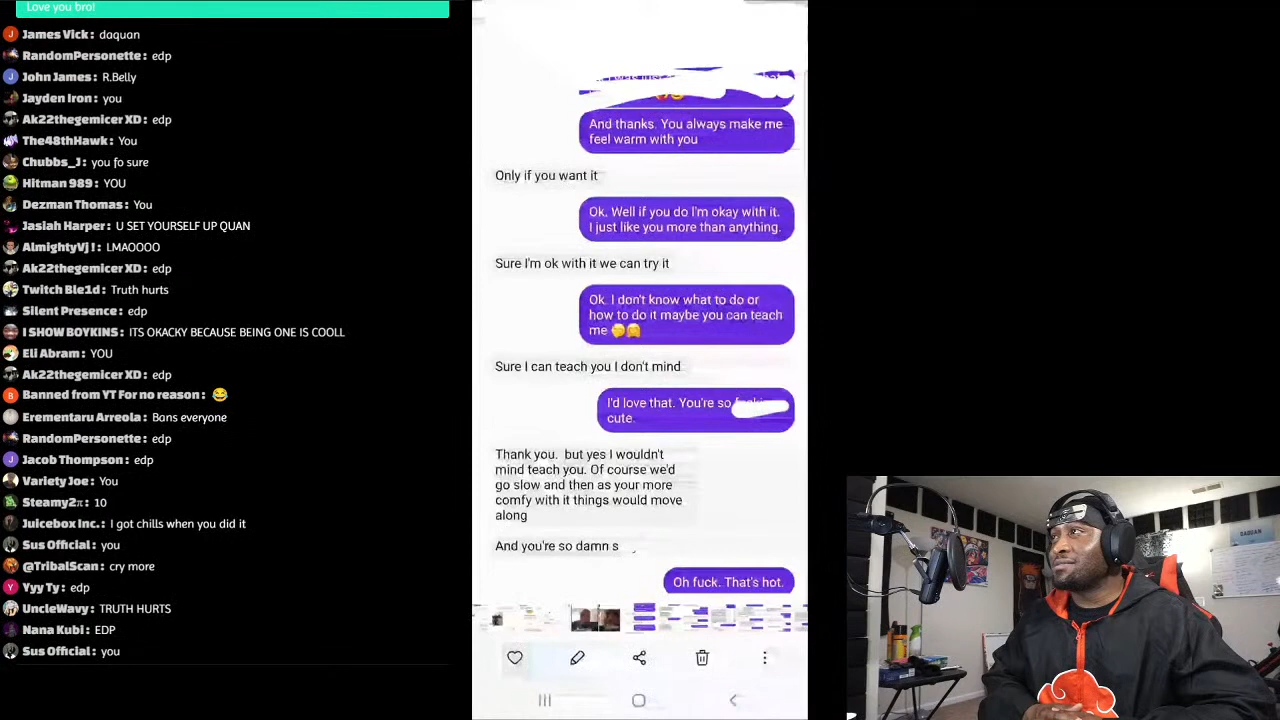 Love you bro!
James Vick: daquan
RandomPersonette: edp
John James: R.Belly
Jayden Iron: you
Ak22thegemicer XD: edp
The48thHawk: You
Chubbs_J: you fo sure
Hitman 989: YOU
Dezman Thomas: You
Jasiah Harper: U SET YOURSELF UP QUAN
AlmightyVj!: LMAOOOO
Ak22thegemicer XD: edp
Twitch Ble1d: Truth hurts
Silent Presence: edp
I SHOW BOYKINS: ITS OKACKY BECAUSE BEING ONE IS COOLL
Eli Abram: YOU
Ak22thegemicer XD: edp
Banned from YT For no reason: 😂
Ementaru Arreola: Bans everyone
RandomPersonette: edp
Jacob Thompson: edp
Variety Joe: You
Steamy2π: 10
Juicebox Inc.: I got chills when you did it
Sus Official: you
@TribalScan: cry more
Yyy Ty: edp
UncleWavy: TRUTH HURTS
Nanatsubi: EDP
Sus Official: you
And thanks. You always make me
feel warm with you
Only if you want it
Ok. Well if you do I'm okay with it.
I just like you more than anything.
Sure I'm ok with it we can try it
Ok. I don't know what to do or
how to do it maybe you can teach
me
Sure I can teach you I don't mind
I'd love that. You're so
cute.
Thank you. but yes I wouldn't
mind teach you. Of course we'd
go slow and then as your more
comfy with it things would move
along
And you're so damn s
Oh fuck. That's hot.
DAQUAN